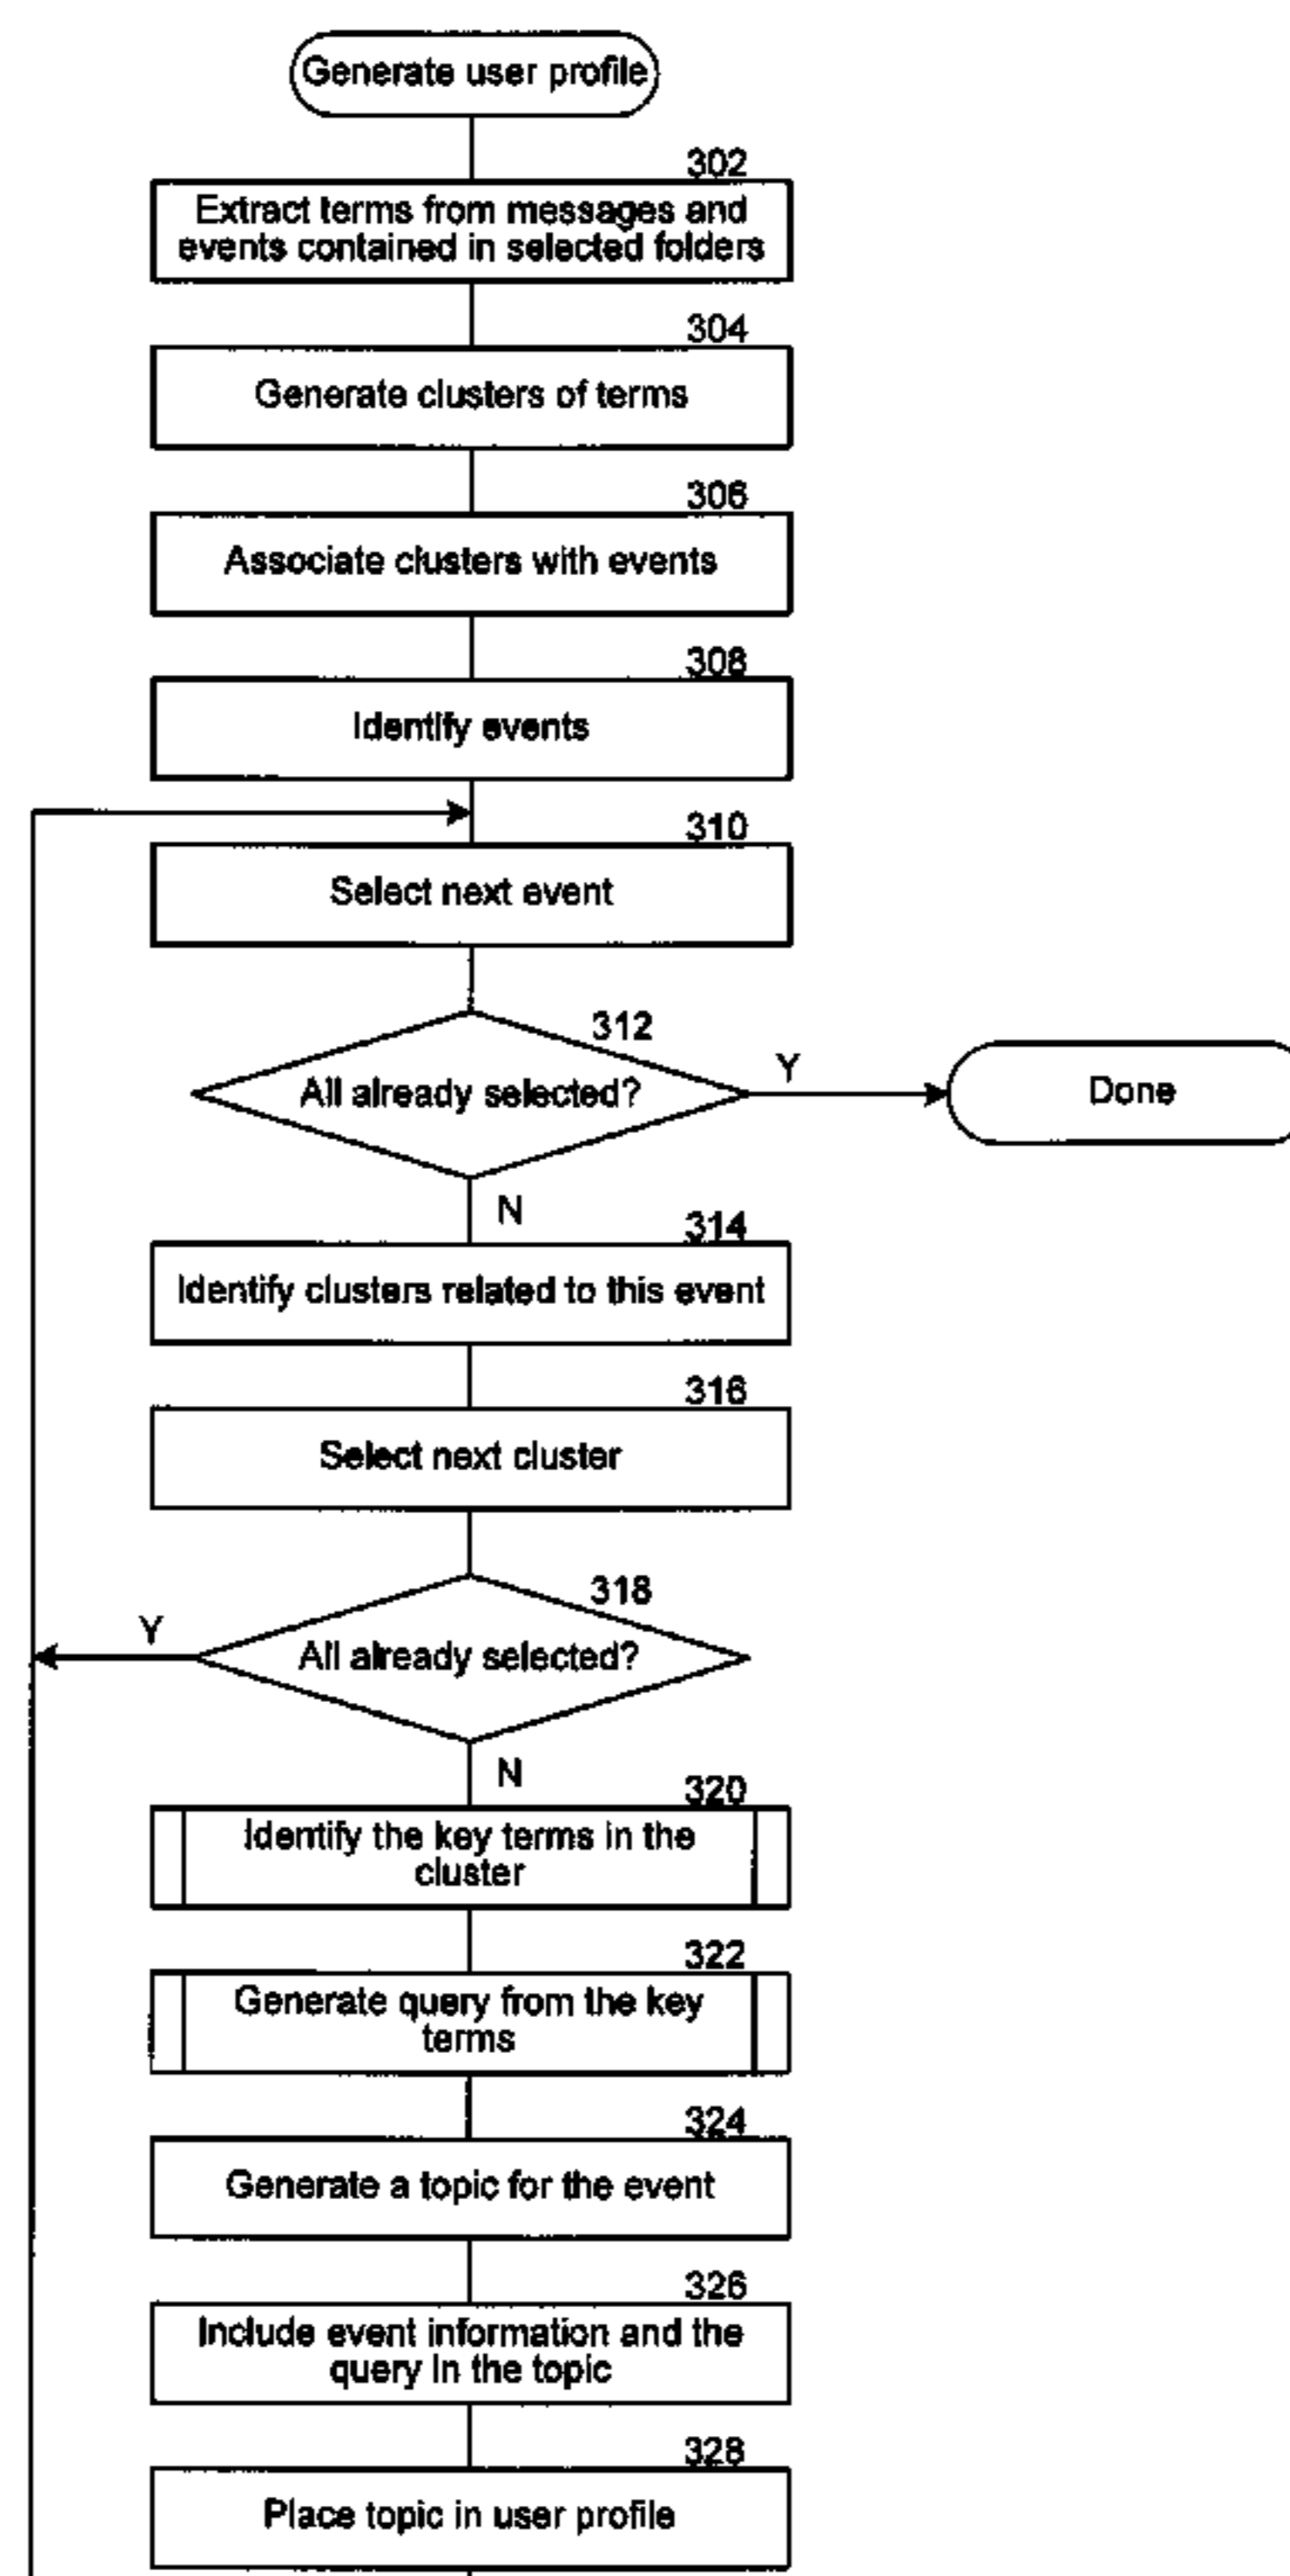 Generate user profile
302
Extract terms from messages and
events contained in selected folders
304
Generate clusters of terms
306
Associate clusters with events
308
Identify events
310
Select next event
312
All already selected?
Y
Done
N
314
Identify clusters related to this event
316
Select next cluster
318
Y
All already selected?
N
320
Identify the key terms in the
cluster
322
Generate query from the key
terms
324
Generate a topic for the event
326
Include event information and the
query in the topic
328
Place topic in user profile